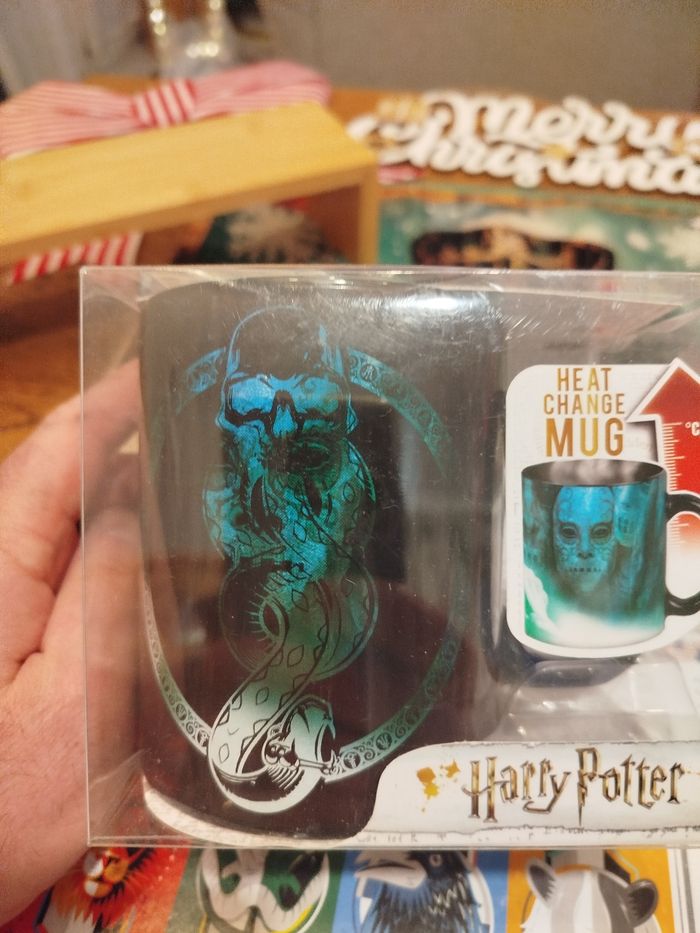 Merry
Christmas
HEAT
CHANGE
MUG
°C
Harry Potter